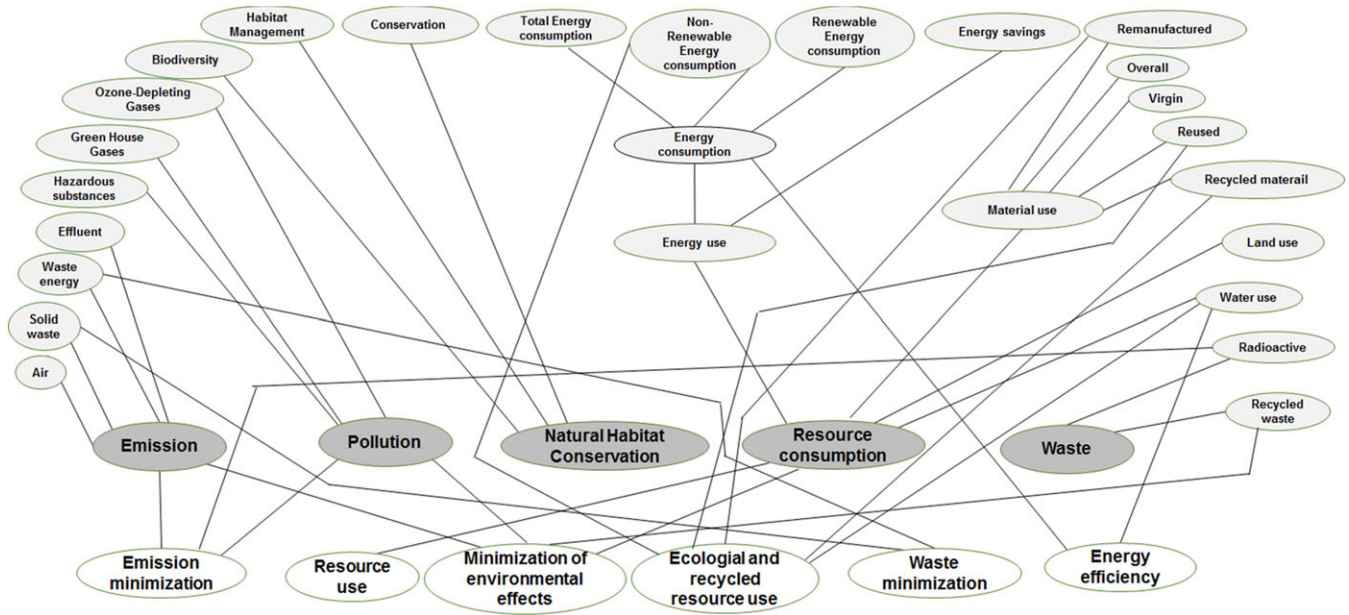 Habitat
Management
Conservation
Total Energy
consumption
Non-
Renewable
Energy
consumption
Renewable
Energy
consumption
Energy savings
Remanufactured
Biodiversity
Overall
Ozone-Depleting
Gases
Virgin
Green House
Gases
Energy
consumption
Reused
Hazardous
substances
Material use
Recycled materail
Effluent
Energy use
Land use
Waste
energy
Water use
Solid
waste
Radioactive
Air
Recycled
waste
Emission
Pollution
Natural Habitat
Conservation
Resource
consumption
Waste
Emission
minimization
Resource
use
Minimization of
environmental
effects
Ecologial and
recycled
resource use
Waste
minimization
Energy
efficiency